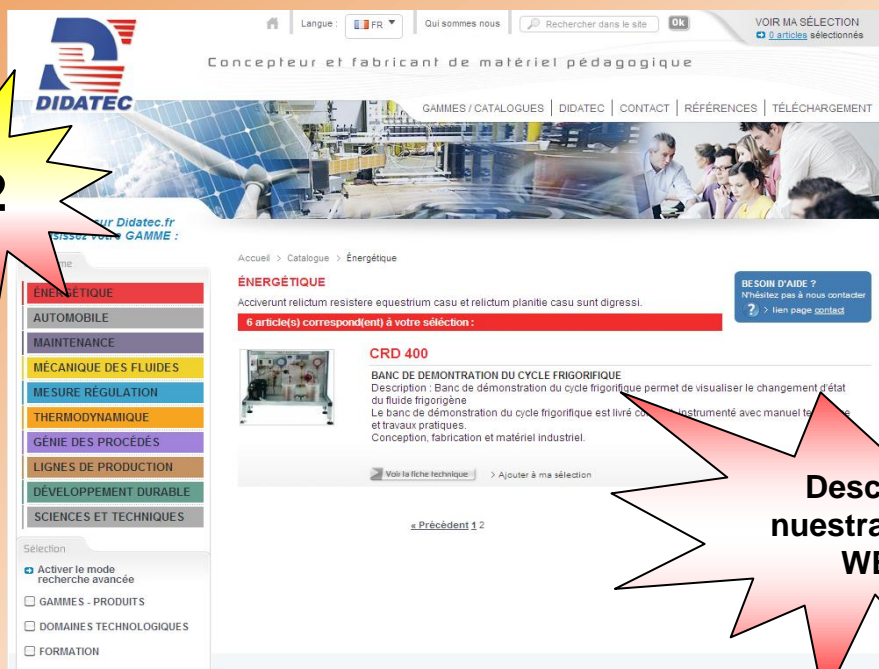 Langue : FR
Qui sommes nous
Rechercher dans le site
Ok
VOIR MA SÉLECTION
0 articles sélectionnés
DIDATEC
Concepteur et fabricant de matériel pédagogique
GAMMES / CATALOGUES | DIDATEC | CONTACT | RÉFÉRENCES | TÉLÉCHARGEMENT
2
sur Didatec.fr
votre GAMME :
ÉNERGÉTIQUE
AUTOMOBILE
MAINTENANCE
MÉCANIQUE DES FLUIDES
MESURE RÉGULATION
THERMODYNAMIQUE
GÉNIE DES PROCÉDÉS
LIGNES DE PRODUCTION
DÉVELOPPEMENT DURABLE
SCIENCES ET TECHNIQUES
Sélection
Activer le mode
recherche avancée
GAMMES - PRODUITS
DOMAINES TECHNOLOGIQUES
FORMATION
Accueil > Catalogue > Énergétique
ÉNERGÉTIQUE
Acciverunt relictum resistere equestrium casu et relictum planitie casu sunt digressi.
6 article(s) correspond(ent) à votre séléction :
BESOIN D'AIDE ?
N'hésitez pas à nous contacter
? > lien page contact
CRD 400
BANC DE DEMONTRATION DU CYCLE FRIGORIFIQUE
Description : Banc de démonstration du cycle frigorifique permet de visualiser le changement d'état
du fluide frigorigène
Le banc de démonstration du cycle frigorifique est livré instrumenté avec manuel
et travaux pratiques.
Conception, fabrication et matériel industriel.
Voir la fiche technique
> Ajouter à ma sélection
« Précèdent 1 2
Desc
nuestra
WE